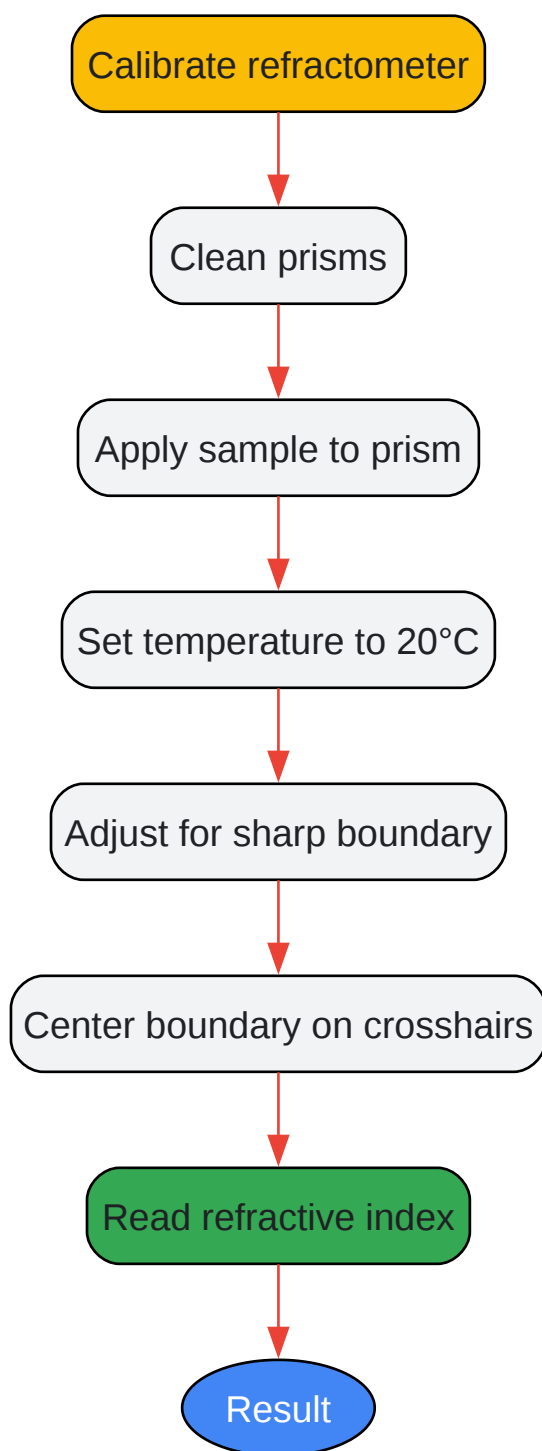 Calibrate refractometer
Clean prisms
Apply sample to prism
Set temperature to 20°C
Adjust for sharp boundary
Center boundary on crosshairs
Read refractive index
Result